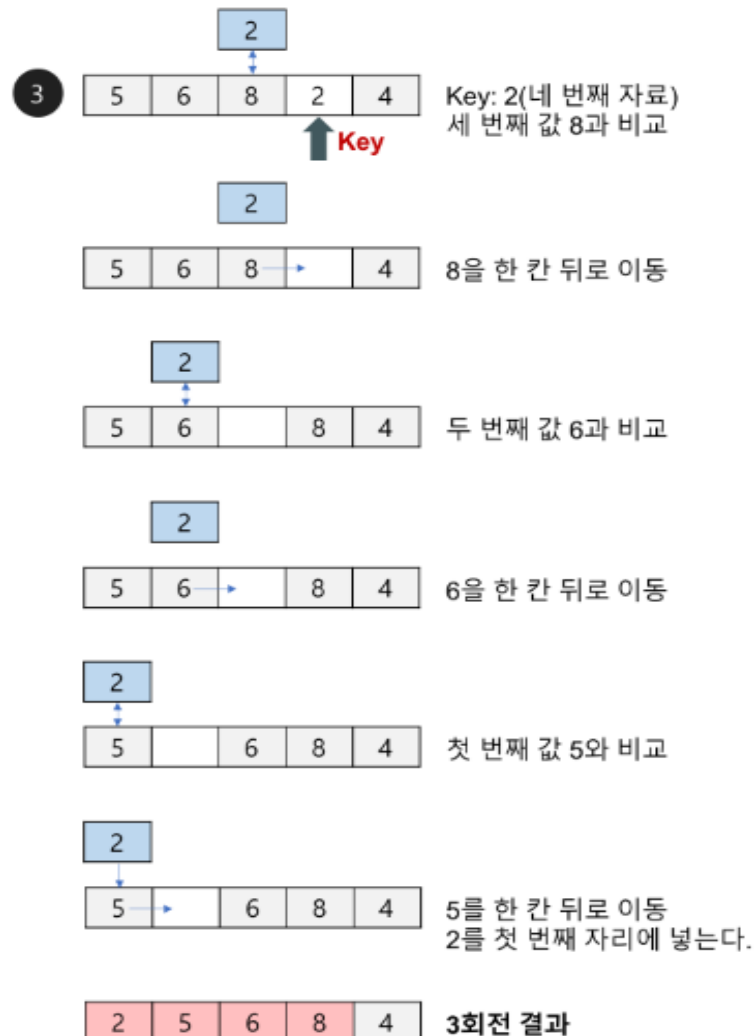 2
3 5 6 8 2 4 Key: 2(네 번째 자료)
세 번째 값 8과 비교
Key
2
5 6 8 4 8을 한 칸 뒤로 이동
2
5 6 8 4 두 번째 값 6과 비교
2
5 6 8 4 6을 한 칸 뒤로 이동
2
5 6 8 4 첫 번째 값 5와 비교
2
5 6 8 4 5를 한 칸 뒤로 이동
2를 첫 번째 자리에 넣는다.
2 5 6 8 4 3회전 결과